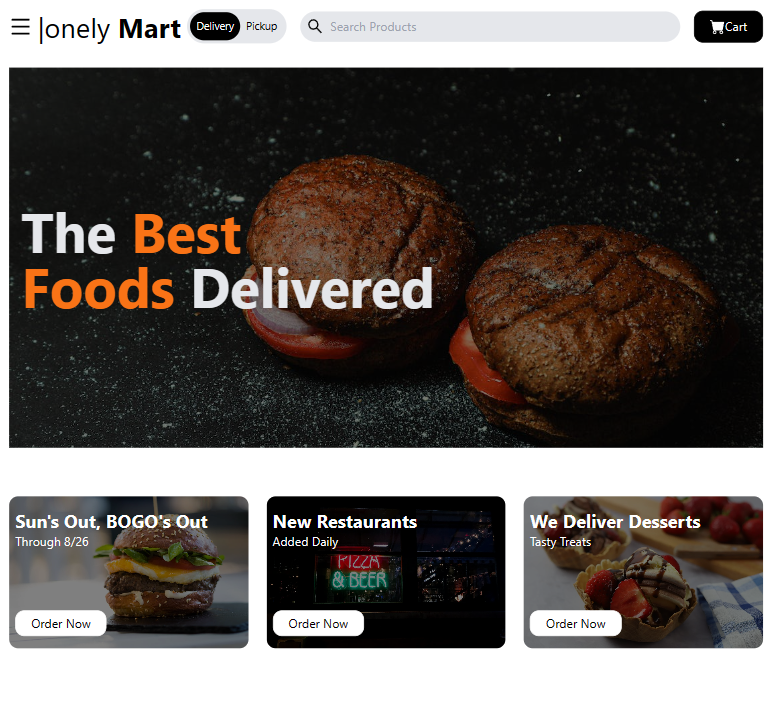 |onely Mart
Delivery Pickup
Search Products
Cart
The Best
Foods Delivered
Sun's Out, BOGO's Out
Through 8/26
Order Now
New Restaurants
Added Daily
PIZZA
& BEER
Order Now
We Deliver Desserts
Tasty Treats
Order Now